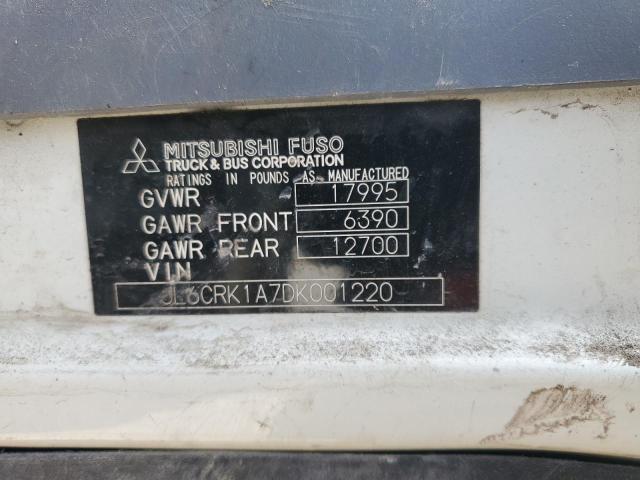 MITSUBISHI FUSO
TRUCK & BUS CORPORATION
RATINGS IN POUNDS AS MANUFACTURED
GVWR 17995
GAWR FRONT 6390
GAWR REAR 12700
VIN
JL6CRK1A7DK001220